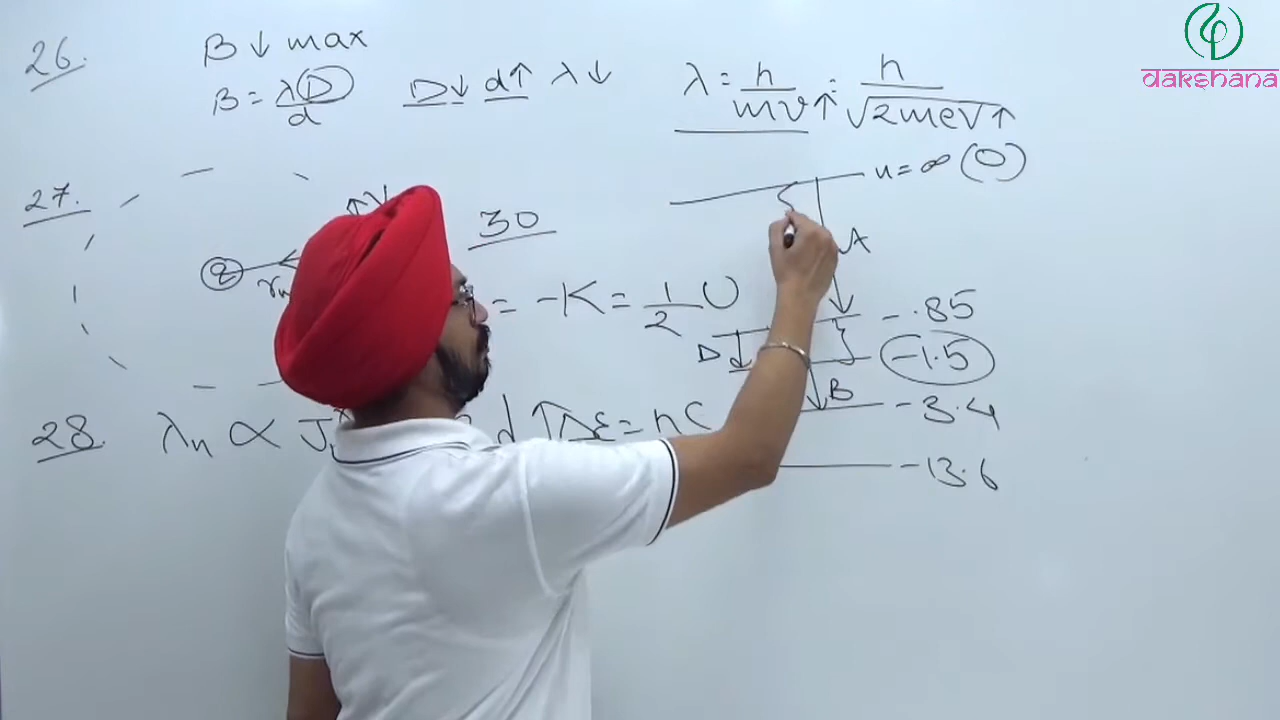 dakshana
26.
B ↓ max
B = λD/d
D↓ d↑ λ↓
λ = h/mv↑ = h/√2meV↑
n = ∞ (0)
27.
30
A
= -K = 1/2 U
- .85
D
-1.5
B
-3.4
28.
λn ∝
↑ΔE = hc
-13.6